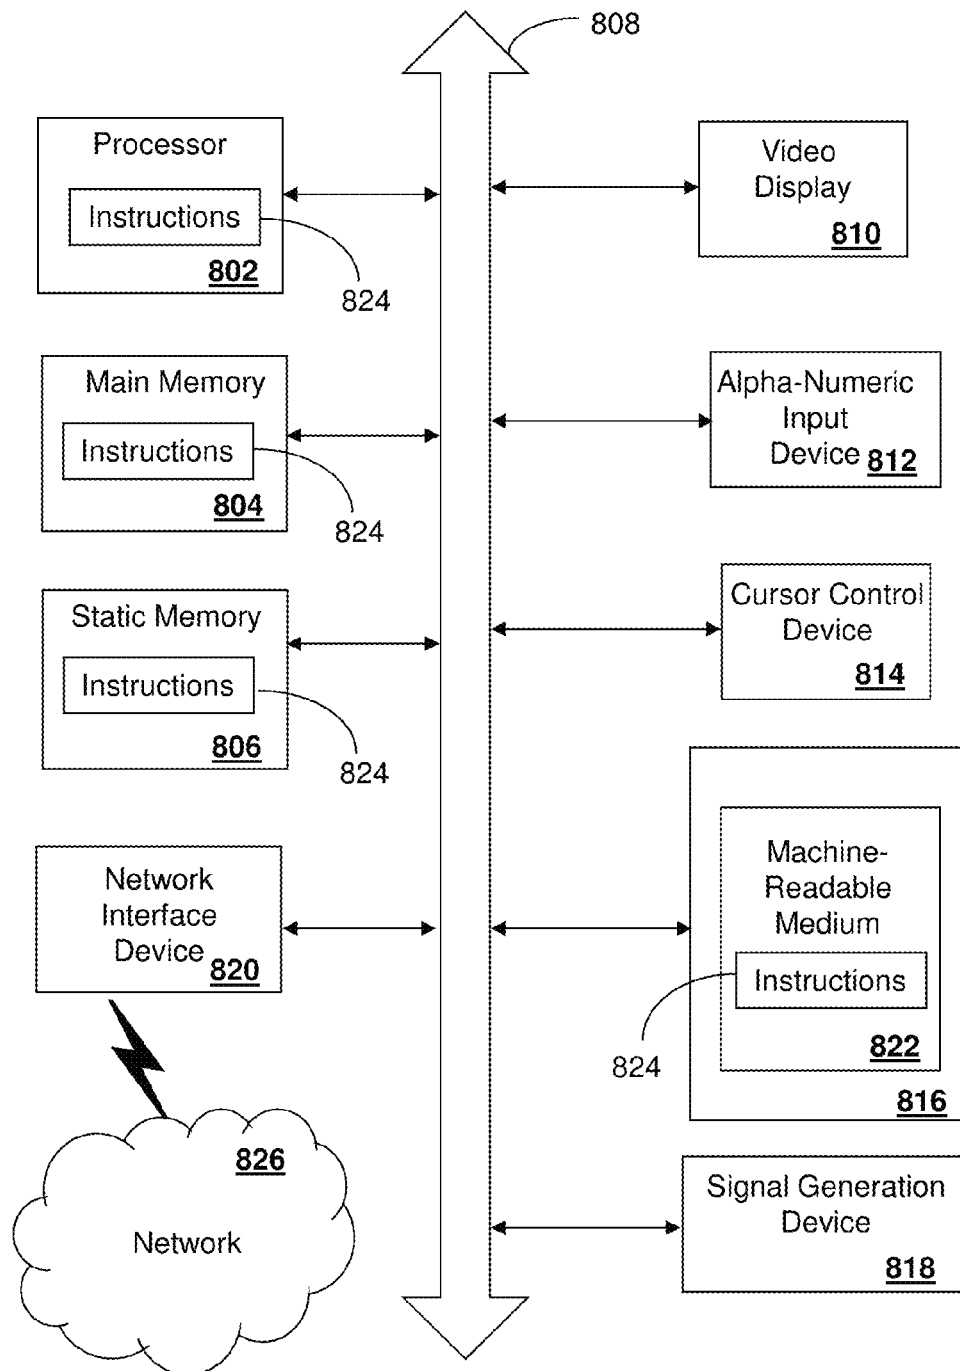 808
Processor
Instructions
802
824
Main Memory
Instructions
804
824
Static Memory
Instructions
806
824
Network
Interface
Device
820
826
Network
Video
Display
810
Alpha-Numeric
Input
Device 812
Cursor Control
Device
814
Machine-
Readable
Medium
Instructions
824
822
816
Signal Generation
Device
818